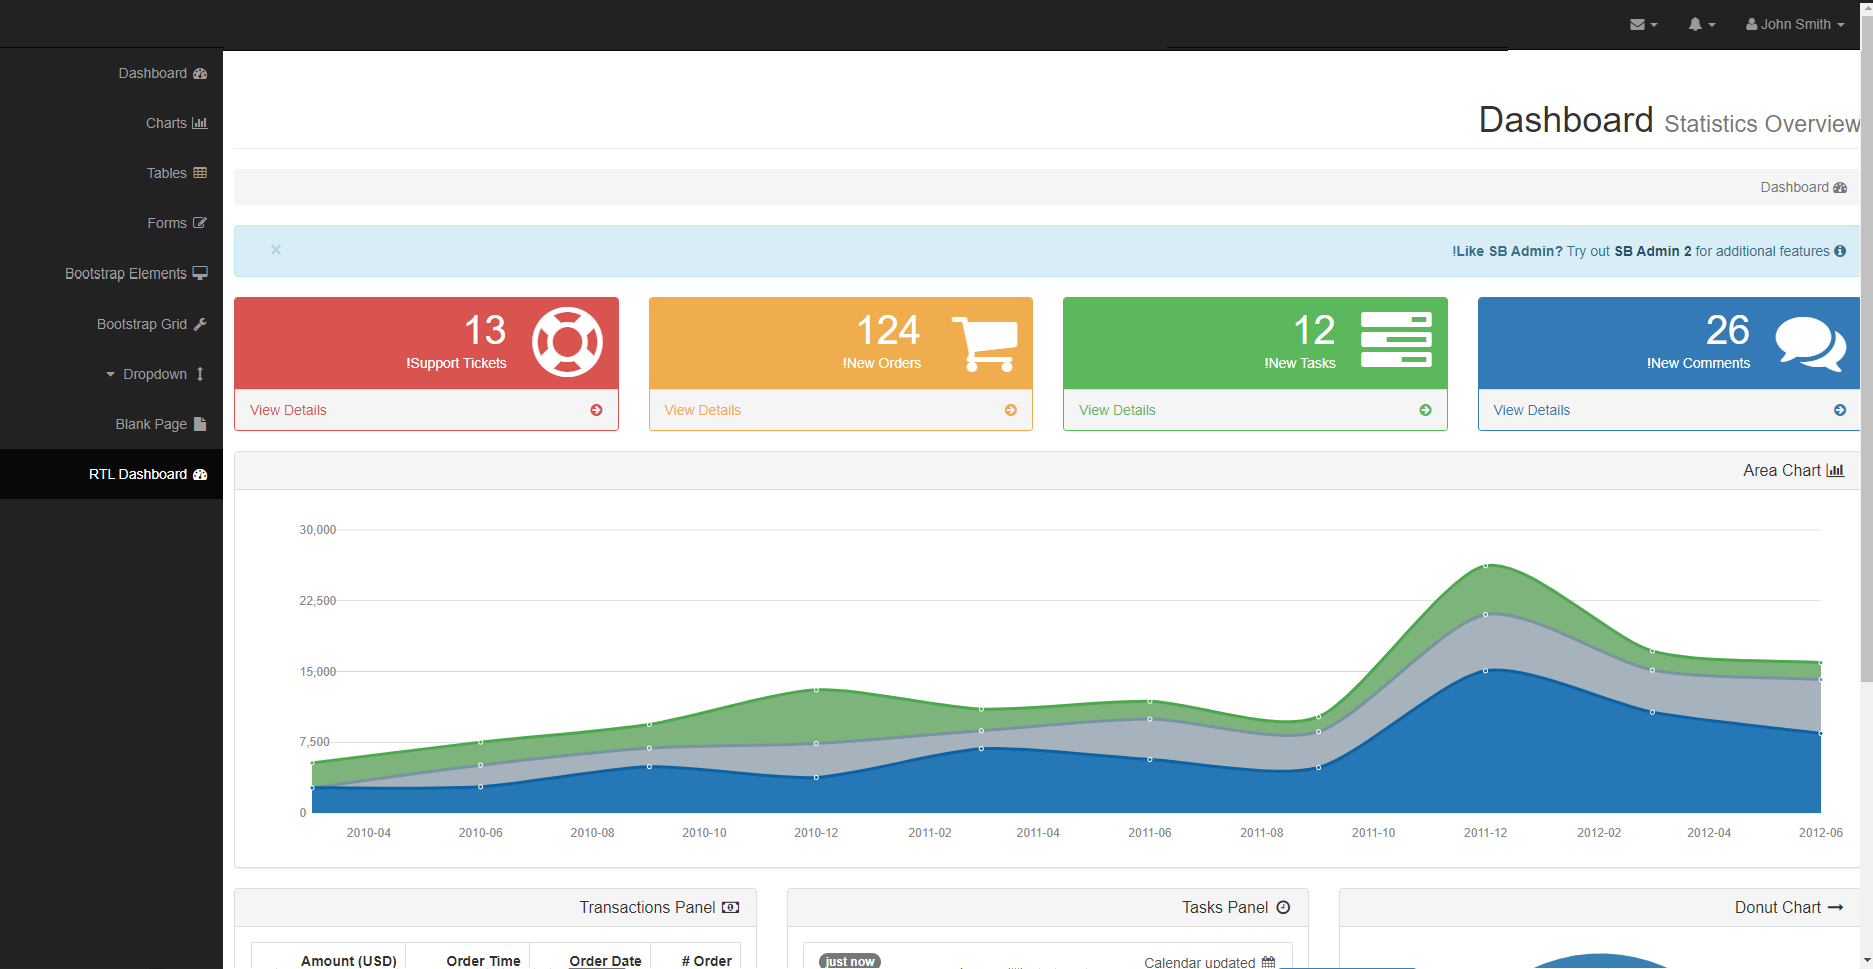 John Smith
Dashboard
Charts
Tables
Forms
Bootstrap Elements
Bootstrap Grid
Dropdown
Blank Page
RTL Dashboard
Dashboard Statistics Overview
Dashboard
×
!Like SB Admin? Try out SB Admin 2 for additional features
13
!Support Tickets
View Details
124
!New Orders
View Details
12
!New Tasks
View Details
26
!New Comments
View Details
Area Chart
30,000
22,500
15,000
7,500
0
2010-04 2010-06 2010-08 2010-10 2010-12 2011-02 2011-04 2011-06 2011-08 2011-10 2011-12 2012-02 2012-04 2012-06
Transactions Panel
Amount (USD) Order Time Order Date # Order
Tasks Panel
just now Calendar updated
Donut Chart